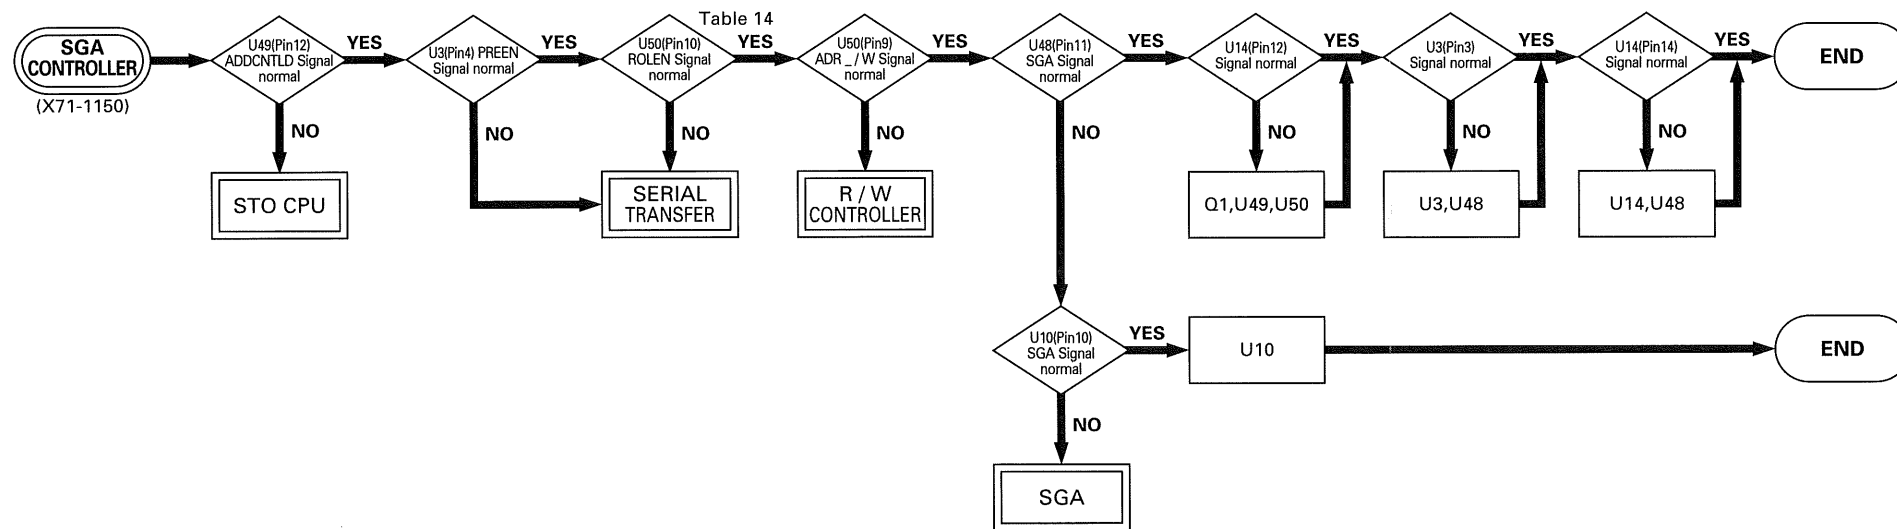 Table 14
SGA
CONTROLLER
(X71-1150)
U49(Pin12)
ADDCNTLD Signal
normal
YES
NO
STO CPU
U3(Pin4) PREEN
Signal normal
YES
NO
U50(Pin10)
ROLEN Signal
normal
YES
NO
SERIAL
TRANSFER
U50(Pin9)
ADR _ / W Signal
normal
YES
NO
R / W
CONTROLLER
U48(Pin11)
SGA Signal
normal
YES
NO
U14(Pin12)
Signal normal
YES
NO
Q1,U49,U50
U3(Pin3)
Signal normal
YES
NO
U3,U48
U14(Pin14)
Signal normal
YES
NO
U14,U48
END
U10(Pin10)
SGA Signal
normal
YES
U10
END
NO
SGA